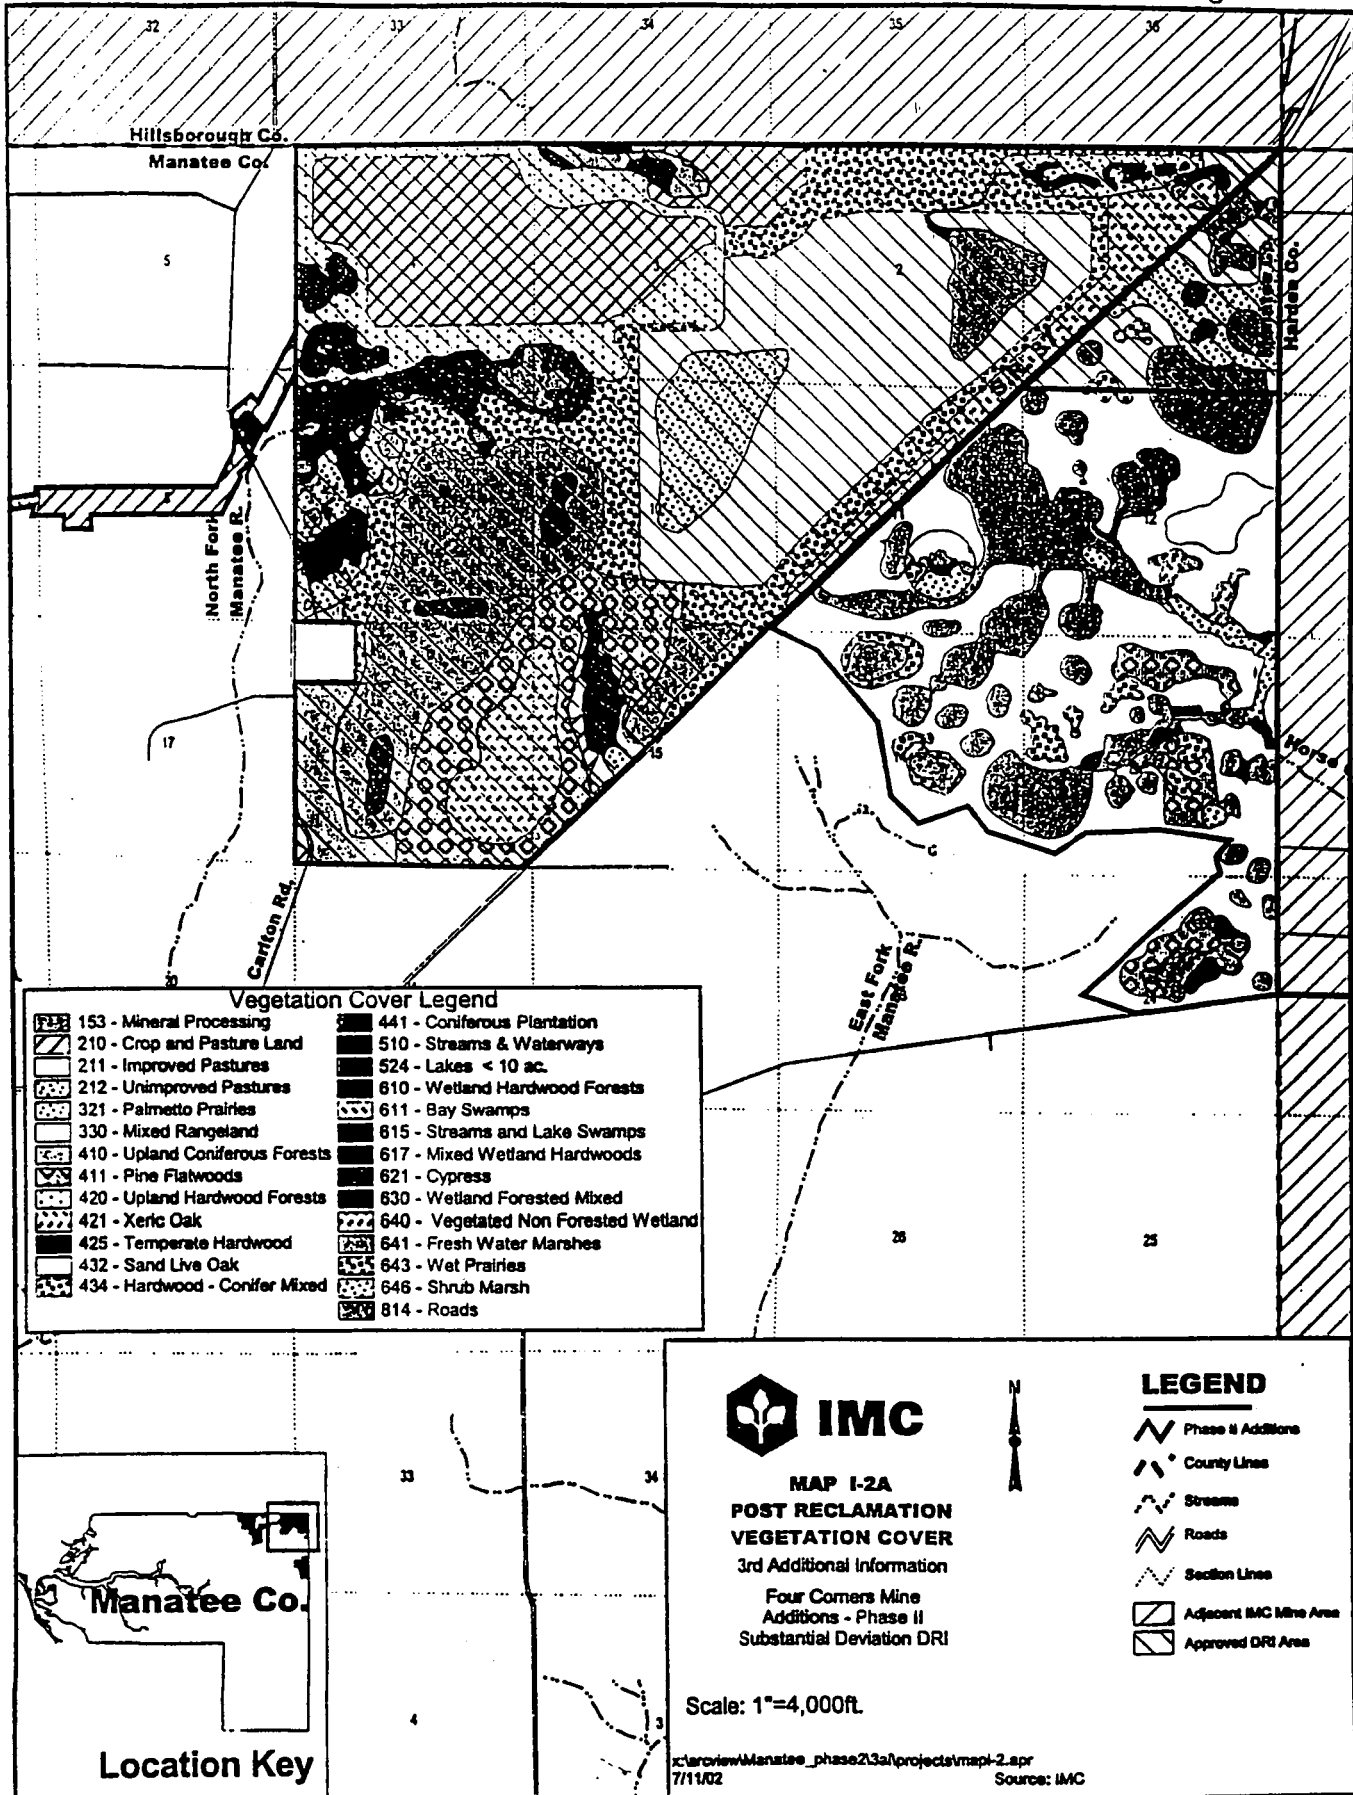 32
33
34
35
36
Hillsborough Co.
Manatee Co.
5
2
Manatee Co.
Hardee Co.
S.R.
10
11
12
North Fork
Manatee R.
17
15
Horse
Carlton Rd.
20
East Fork
Manatee R.
Vegetation Cover Legend
153 - Mineral Processing
210 - Crop and Pasture Land
211 - Improved Pastures
212 - Unimproved Pastures
321 - Palmetto Prairies
330 - Mixed Rangeland
410 - Upland Coniferous Forests
411 - Pine Flatwoods
420 - Upland Hardwood Forests
421 - Xeric Oak
425 - Temperate Hardwood
432 - Sand Live Oak
434 - Hardwood - Conifer Mixed
441 - Coniferous Plantation
510 - Streams & Waterways
524 - Lakes < 10 ac.
610 - Wetland Hardwood Forests
611 - Bay Swamps
615 - Streams and Lake Swamps
617 - Mixed Wetland Hardwoods
621 - Cypress
630 - Wetland Forested Mixed
640 - Vegetated Non Forested Wetland
641 - Fresh Water Marshes
643 - Wet Prairies
646 - Shrub Marsh
814 - Roads
26
25
33
34
4
3
Manatee Co.
Location Key
IMC
N
MAP I-2A
POST RECLAMATION
VEGETATION COVER
3rd Additional Information
Four Corners Mine
Additions - Phase II
Substantial Deviation DRI
Scale: 1"=4,000ft.
x:\arcview\Manatee_phase2\3ai\projects\mapi-2.apr
7/11/02
Source: IMC
LEGEND
Phase II Additions
County Lines
Streams
Roads
Section Lines
Adjacent IMC Mine Area
Approved DRI Area